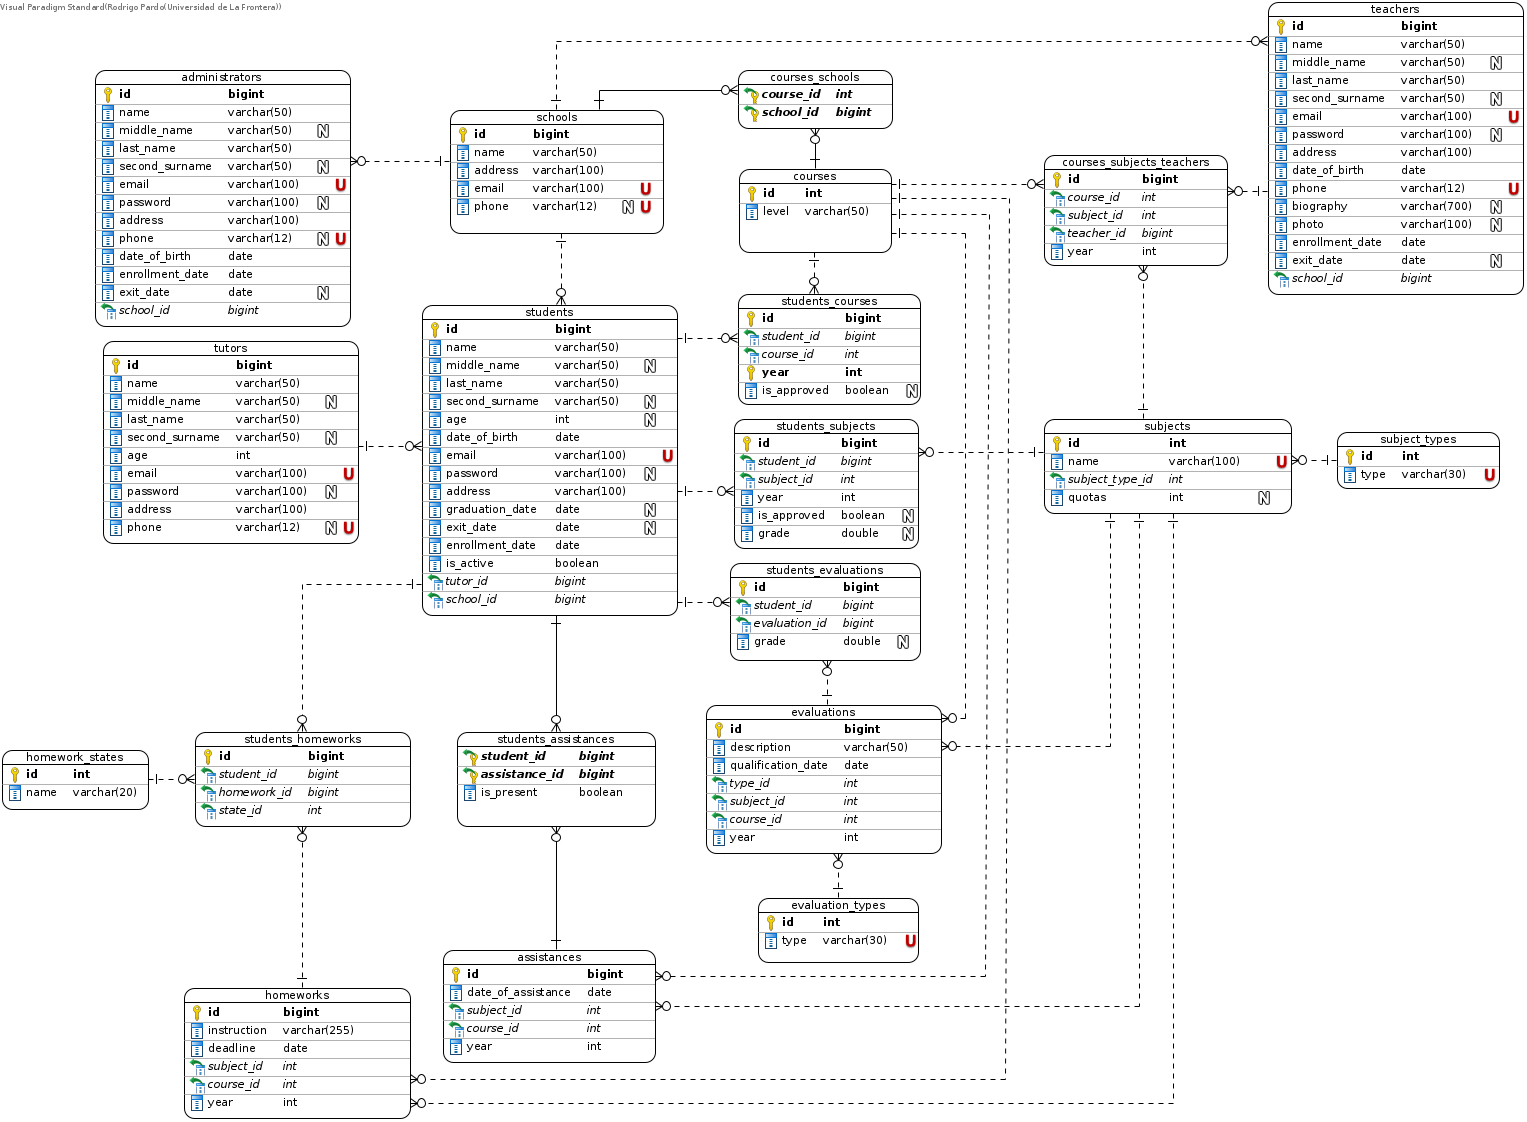 Visual Paradigm Standard(Rodrigo Pardo(Universidad de La Frontera))
administrators
id bigint
name varchar(50)
middle_name varchar(50) N
last_name varchar(50)
second_surname varchar(50) N
email varchar(100) U
password varchar(100) N
address varchar(100)
phone varchar(12) N U
date_of_birth date
enrollment_date date
exit_date date N
school_id bigint
schools
id bigint
name varchar(50)
address varchar(100)
email varchar(100) U
phone varchar(12) N U
courses_schools
course_id int
school_id bigint
courses
id int
level varchar(50)
courses_subjects_teachers
id bigint
course_id int
subject_id int
teacher_id bigint
year int
teachers
id bigint
name varchar(50)
middle_name varchar(50) N
last_name varchar(50)
second_surname varchar(50) N
email varchar(100) U
password varchar(100) N
address varchar(100)
date_of_birth date
phone varchar(12) U
biography varchar(700) N
photo varchar(100) N
enrollment_date date
exit_date date N
school_id bigint
tutors
id bigint
name varchar(50)
middle_name varchar(50) N
last_name varchar(50)
second_surname varchar(50) N
age int
email varchar(100) U
password varchar(100) N
address varchar(100)
phone varchar(12) N U
students
id bigint
name varchar(50)
middle_name varchar(50) N
last_name varchar(50)
second_surname varchar(50) N
age int N
date_of_birth date
email varchar(100) U
password varchar(100) N
address varchar(100)
graduation_date date N
exit_date date N
enrollment_date date
is_active boolean
tutor_id bigint
school_id bigint
students_courses
id bigint
student_id bigint
course_id int
year int
is_approved boolean N
students_subjects
id bigint
student_id bigint
subject_id int
year int
is_approved boolean N
grade double N
subjects
id int
name varchar(100) U
subject_type_id int
quotas int N
subject_types
id int
type varchar(30) U
students_evaluations
id bigint
student_id bigint
evaluation_id bigint
grade double N
evaluations
id bigint
description varchar(50)
qualification_date date
type_id int
subject_id int
course_id int
year int
evaluation_types
id int
type varchar(30) U
homework_states
id int
name varchar(20)
students_homeworks
id bigint
student_id bigint
homework_id bigint
state_id int
students_assistances
student_id bigint
assistance_id bigint
is_present boolean
assistances
id bigint
date_of_assistance date
subject_id int
course_id int
year int
homeworks
id bigint
instruction varchar(255)
deadline date
subject_id int
course_id int
year int